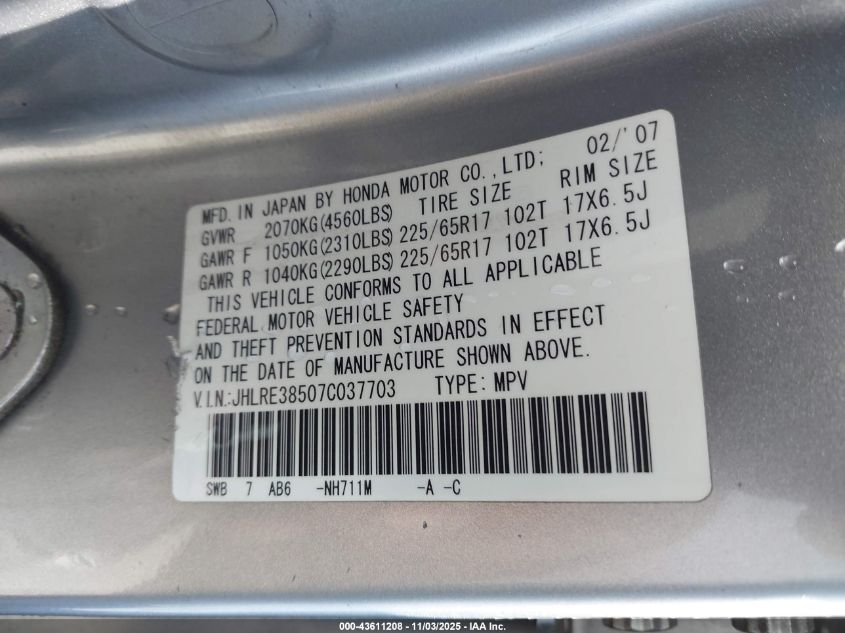 MFD. IN JAPAN BY HONDA MOTOR CO., LTD; 02/'07
GVWR 2070KG(4560LBS) TIRE SIZE RIM SIZE
GAWR F 1050KG(2310LBS) 225/65R17 102T 17X6.5J
GAWR R 1040KG(2290LBS) 225/65R17 102T 17X6.5J
THIS VEHICLE CONFORMS TO ALL APPLICABLE
FEDERAL MOTOR VEHICLE SAFETY
AND THEFT PREVENTION STANDARDS IN EFFECT
ON THE DATE OF MANUFACTURE SHOWN ABOVE.
V.I.N.:JHLRE38507C037703 TYPE: MPV
SWB 7 AB6 -NH711M -A -C
000-43611208 - 11/03/2025 - IAA Inc.